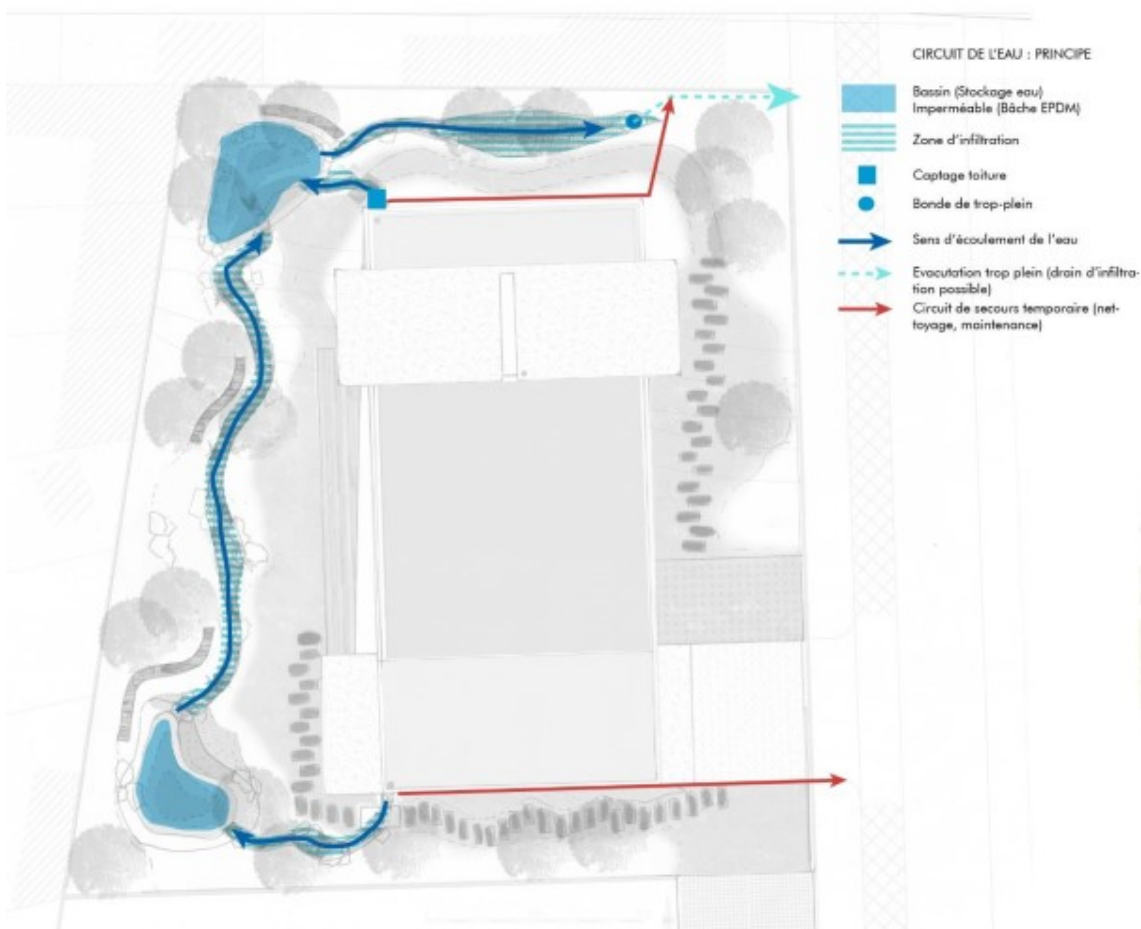 CIRCUIT DE L'EAU : PRINCIPE
Bassin (Stockage eau)
Imperméable (Bâche EPDM)
Zone d'infiltration
Captage toiture
Bonde de trop-plein
Sens d'écoulement de l'eau
Evacutation trop plein (drain d'infiltra-
tion possible)
Circuit de secours temporaire (net-
toyage, maintenance)